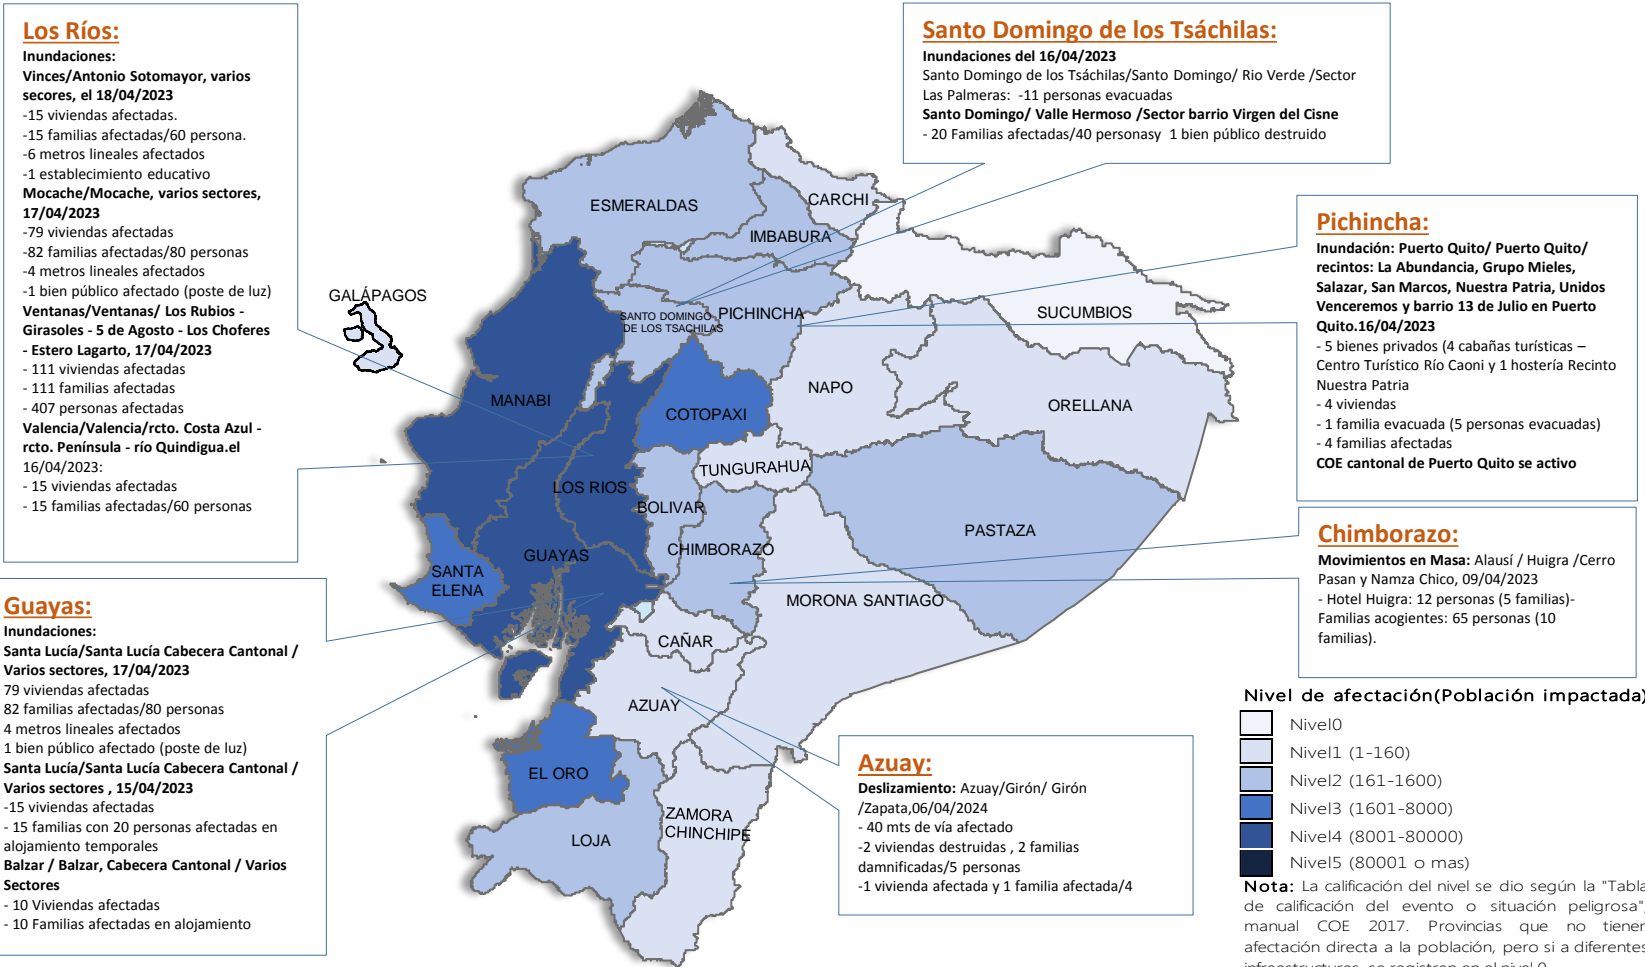 Los Ríos:
Inundaciones:
Vinces/Antonio Sotomayor, varios
secores, el 18/04/2023
-15 viviendas afectadas.
-15 familias afectadas/60 persona.
-6 metros lineales afectados
-1 establecimiento educativo
Mocache/Mocache, varios sectores,
17/04/2023
-79 viviendas afectadas
-82 familias afectadas/80 personas
-4 metros lineales afectados
-1 bien público afectado (poste de luz)
Ventanas/Ventanas/ Los Rubios -
Girasoles - 5 de Agosto - Los Choferes
- Estero Lagarto, 17/04/2023
- 111 viviendas afectadas
- 111 familias afectadas
- 407 personas afectadas
Valencia/Valencia/rcto. Costa Azul -
rcto. Península - río Quindigua.el
16/04/2023:
- 15 viviendas afectadas
- 15 familias afectadas/60 personas
Guayas:
Inundaciones:
Santa Lucía/Santa Lucía Cabecera Cantonal /
Varios sectores, 17/04/2023
79 viviendas afectadas
82 familias afectadas/80 personas
4 metros lineales afectados
1 bien público afectado (poste de luz)
Santa Lucía/Santa Lucía Cabecera Cantonal /
Varios sectores , 15/04/2023
-15 viviendas afectadas
- 15 familias con 20 personas afectadas en
alojamiento temporales
Balzar / Balzar, Cabecera Cantonal / Varios
Sectores
- 10 Viviendas afectadas
- 10 Familias afectadas en alojamiento
Santo Domingo de los Tsáchilas:
Inundaciones del 16/04/2023
Santo Domingo de los Tsáchilas/Santo Domingo/ Rio Verde /Sector
Las Palmeras: -11 personas evacuadas
Santo Domingo/ Valle Hermoso /Sector barrio Virgen del Cisne
- 20 Familias afectadas/40 personasy 1 bien público destruido
Pichincha:
Inundación: Puerto Quito/ Puerto Quito/
recintos: La Abundancia, Grupo Mieles,
Salazar, San Marcos, Nuestra Patria, Unidos
Venceremos y barrio 13 de Julio en Puerto
Quito.16/04/2023
- 5 bienes privados (4 cabañas turísticas –
Centro Turístico Río Caoni y 1 hostería Recinto
Nuestra Patria
- 4 viviendas
- 1 familia evacuada (5 personas evacuadas)
- 4 familias afectadas
COE cantonal de Puerto Quito se activo
Chimborazo:
Movimientos en Masa: Alausí / Huigra /Cerro
Pasan y Namza Chico, 09/04/2023
- Hotel Huigra: 12 personas (5 familias)-
Familias acogientes: 65 personas (10
familias).
Azuay:
Deslizamiento: Azuay/Girón/ Girón
/Zapata,06/04/2024
- 40 mts de vía afectado
-2 viviendas destruidas , 2 familias
damnificadas/5 personas
-1 vivienda afectada y 1 familia afectada/4
ESMERALDAS
CARCHI
IMBABURA
GALÁPAGOS
SANTO DOMINGO
DE LOS TSACHILAS
PICHINCHA
SUCUMBIOS
NAPO
ORELLANA
MANABI
COTOPAXI
TUNGURAHUA
LOS RIOS
BOLIVAR
PASTAZA
CHIMBORAZO
GUAYAS
SANTA
ELENA
MORONA SANTIAGO
CAÑAR
AZUAY
EL ORO
ZAMORA
CHINCHIPE
LOJA
Nivel de afectación(Población impactada)
Nivel0
Nivel1 (1-160)
Nivel2 (161-1600)
Nivel3 (1601-8000)
Nivel4 (8001-80000)
Nivel5 (80001 o mas)
Nota: La calificación del nivel se dio según la "Tabla
de calificación del evento o situación peligrosa",
manual COE 2017. Provincias que no tienen
afectación directa a la población, pero si a diferentes